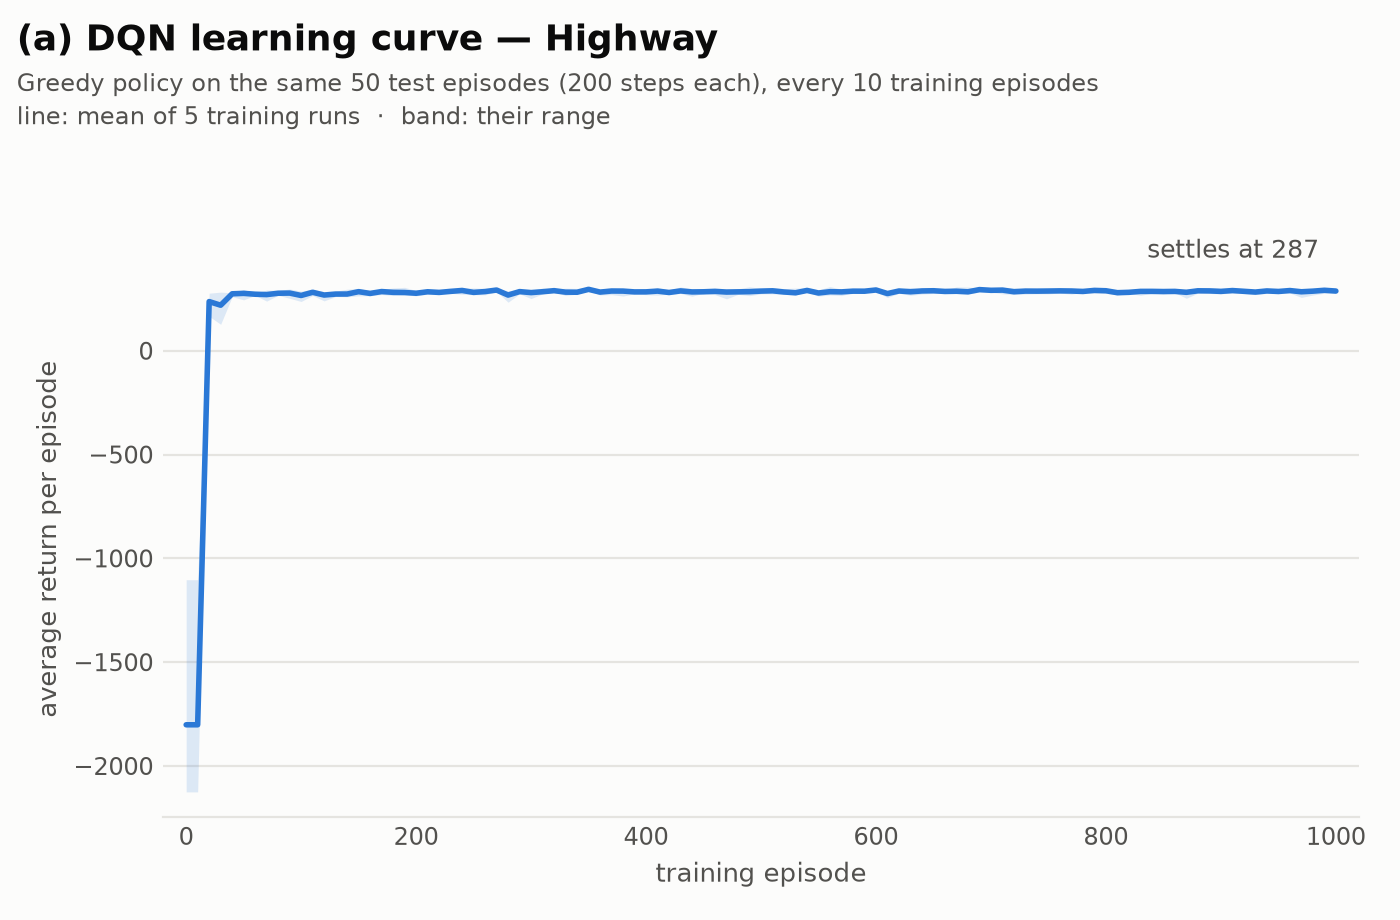 (a) DQN learning curve — Highway
Greedy policy on the same 50 test episodes (200 steps each), every 10 training episodes
line: mean of 5 training runs · band: their range
settles at 287
average return per episode
0
−500
−1000
−1500
−2000
0 200 400 600 800 1000
training episode